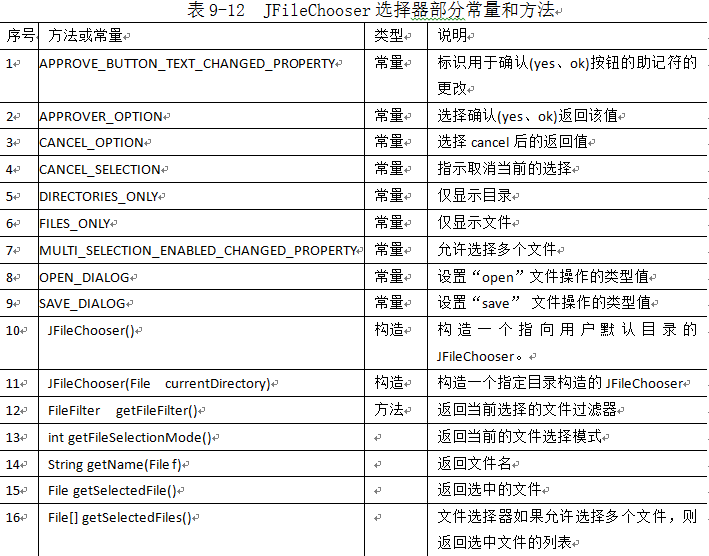 表 9-12 JFileChooser 选择器部分常量和方法
序号 方法或常量 类型 说明
1 APPROVE_BUTTON_TEXT_CHANGED_PROPERTY 常量 标识用于确认(yes、ok)按钮的助记符的
更改
2 APPROVER_OPTION 常量 选择确认(yes、ok)返回该值
3 CANCEL_OPTION 常量 选择 cancel 后的返回值
4 CANCEL_SELECTION 常量 指示取消当前的选择
5 DIRECTORIES_ONLY 常量 仅显示目录
6 FILES_ONLY 常量 仅显示文件
7 MULTI_SELECTION_ENABLED_CHANGED_PROPERTY 常量 允许选择多个文件
8 OPEN_DIALOG 常量 设置“open”文件操作的类型值
9 SAVE_DIALOG 常量 设置“save” 文件操作的类型值
10 JFileChooser() 构造 构造一个指向用户默认目录的
JFileChooser。
11 JFileChooser(File currentDirectory) 构造 构造一个指定目录构造的 JFileChooser
12 FileFilter getFileFilter() 方法 返回当前选择的文件过滤器
13 int getFileSelectionMode() 返回当前的文件选择模式
14 String getName(File f) 返回文件名
15 File getSelectedFile() 返回选中的文件
16 File[] getSelectedFiles() 文件选择器如果允许选择多个文件，则
返回选中文件的列表